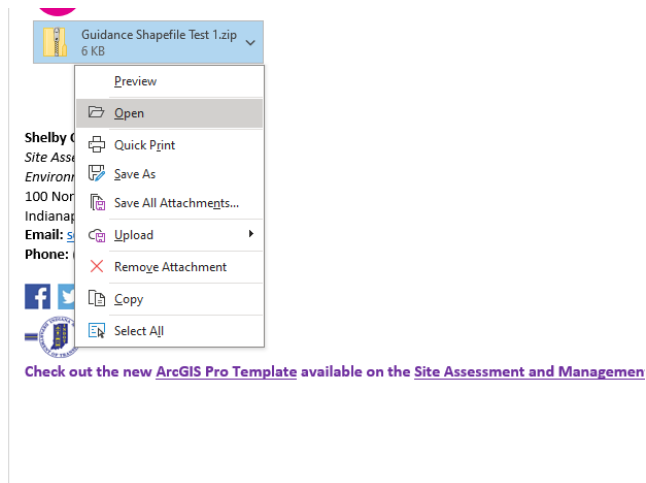 Guidance Shapefile Test 1.zip
6 KB
Preview
Open
Quick Print
Save As
Save All Attachments...
Upload
Remove Attachment
Copy
Select All
Shelby
Site
Environ
100 Nor
Indianap
Email:
Phone:
Check out the new ArcGIS Pro Template available on the Site Assessment and Managemen